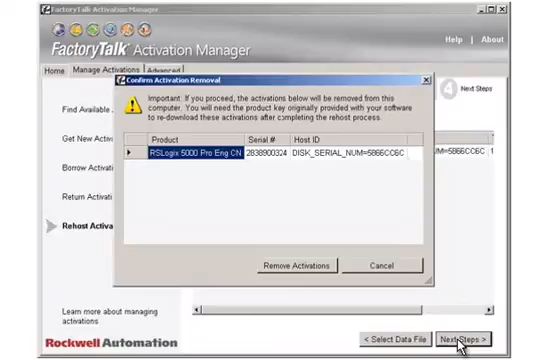 FactoryTalk Activation Manager
FactoryTalk Activation Manager
Help | About
Home Manage Activations Advanced
4 Next Steps
Find Available
Get New Activ
Borrow Activati
Return Activati
Rehost Activa
Confirm Activation Removal
Important: If you proceed, the activations below will be removed from this
computer. You will need the product key originally provided with your software
to re-download these activations after completing the rehost process.
Product Serial # Host ID
RSLogix 5000 Pro Eng CN 2838900324 DISK_SERIAL_NUM=5866CC6C
UM=5866CC6C 1
Remove Activations Cancel
Learn more about managing
activations
Rockwell Automation
< Select Data File Next Steps >